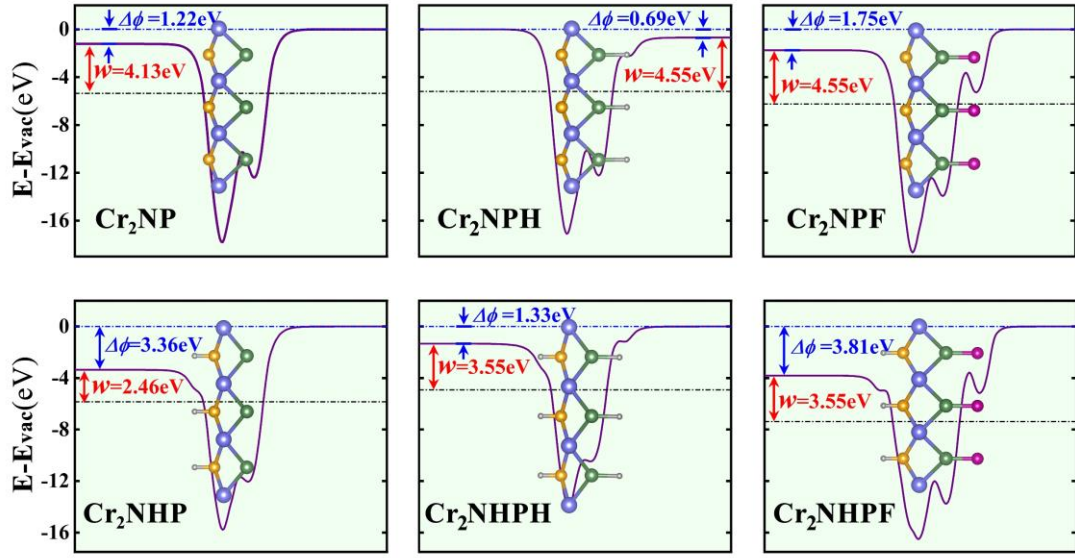 Δϕ=1.22eV
w=4.13eV
Cr₂NP
Δϕ=0.69eV
w=4.55eV
Cr₂NPH
Δϕ=1.75eV
w=4.55eV
Cr₂NPF
E-Evac(eV)
0
-4
-8
-12
-16
Δϕ=3.36eV
w=2.46eV
Cr₂NHP
Δϕ=1.33eV
w=3.55eV
Cr₂NHPH
Δϕ=3.81eV
w=3.55eV
Cr₂NHPF
E-Evac(eV)
0
-4
-8
-12
-16